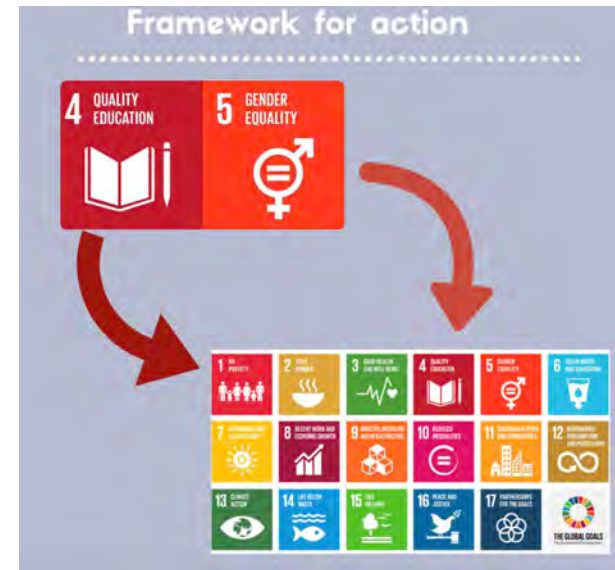 Framework for action
4 QUALITY
EDUCATION
5 GENDER
EQUALITY
1 NO
POVERTY
2 ZERO
HUNGER
3 GOOD HEALTH
AND WELL-BEING
4 QUALITY
EDUCATION
5 GENDER
EQUALITY
6 CLEAN WATER
AND SANITATION
7
8 DECENT WORK AND
ECONOMIC GROWTH
9 INDUSTRY, INNOVATION
AND INFRASTRUCTURE
10 REDUCED
INEQUALITIES
11 SUSTAINABLE CITIES
AND COMMUNITIES
12 RESPONSIBLE
CONSUMPTION
AND PRODUCTION
13 CLIMATE
ACTION
14 LIFE BELOW
WATER
15 LIFE
ON LAND
16 PEACE AND
JUSTICE
17 PARTNERSHIPS
FOR THE GOALS
THE GLOBAL GOALS